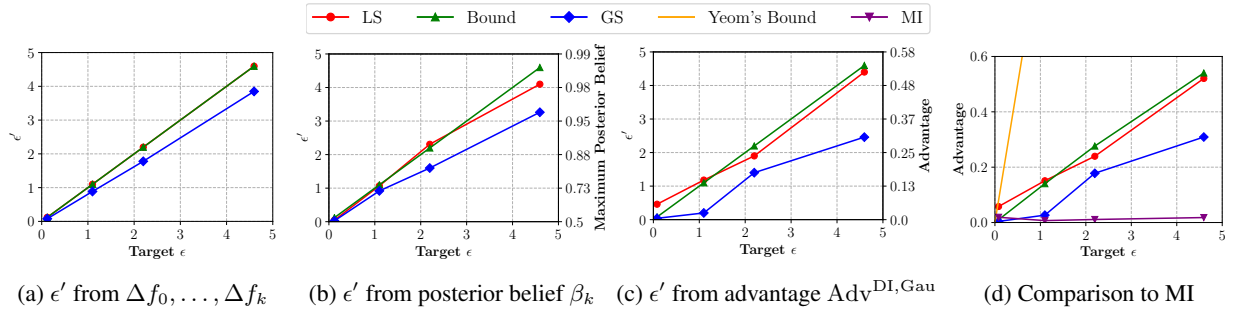 LS Bound GS Yeom's Bound MI
5
4
3
2
1
0
ϵ′
0 1 2 3 4 5
Target ϵ
(a) ϵ′ from Δf₀, . . . , Δfₖ
5
4
3
2
1
0
ϵ′
0.99
0.98
0.95
0.88
0.73
0.5
Maximum Posterior Belief
0 1 2 3 4 5
Target ϵ
(b) ϵ′ from posterior belief βₖ
5
4
3
2
1
0
ϵ′
0.58
0.48
0.37
0.25
0.13
0.0
Advantage
0 1 2 3 4 5
Target ϵ
(c) ϵ′ from advantage Adv^DI,Gau
0.6
0.4
0.2
0.0
Advantage
0 1 2 3 4 5
Target ϵ
(d) Comparison to MI